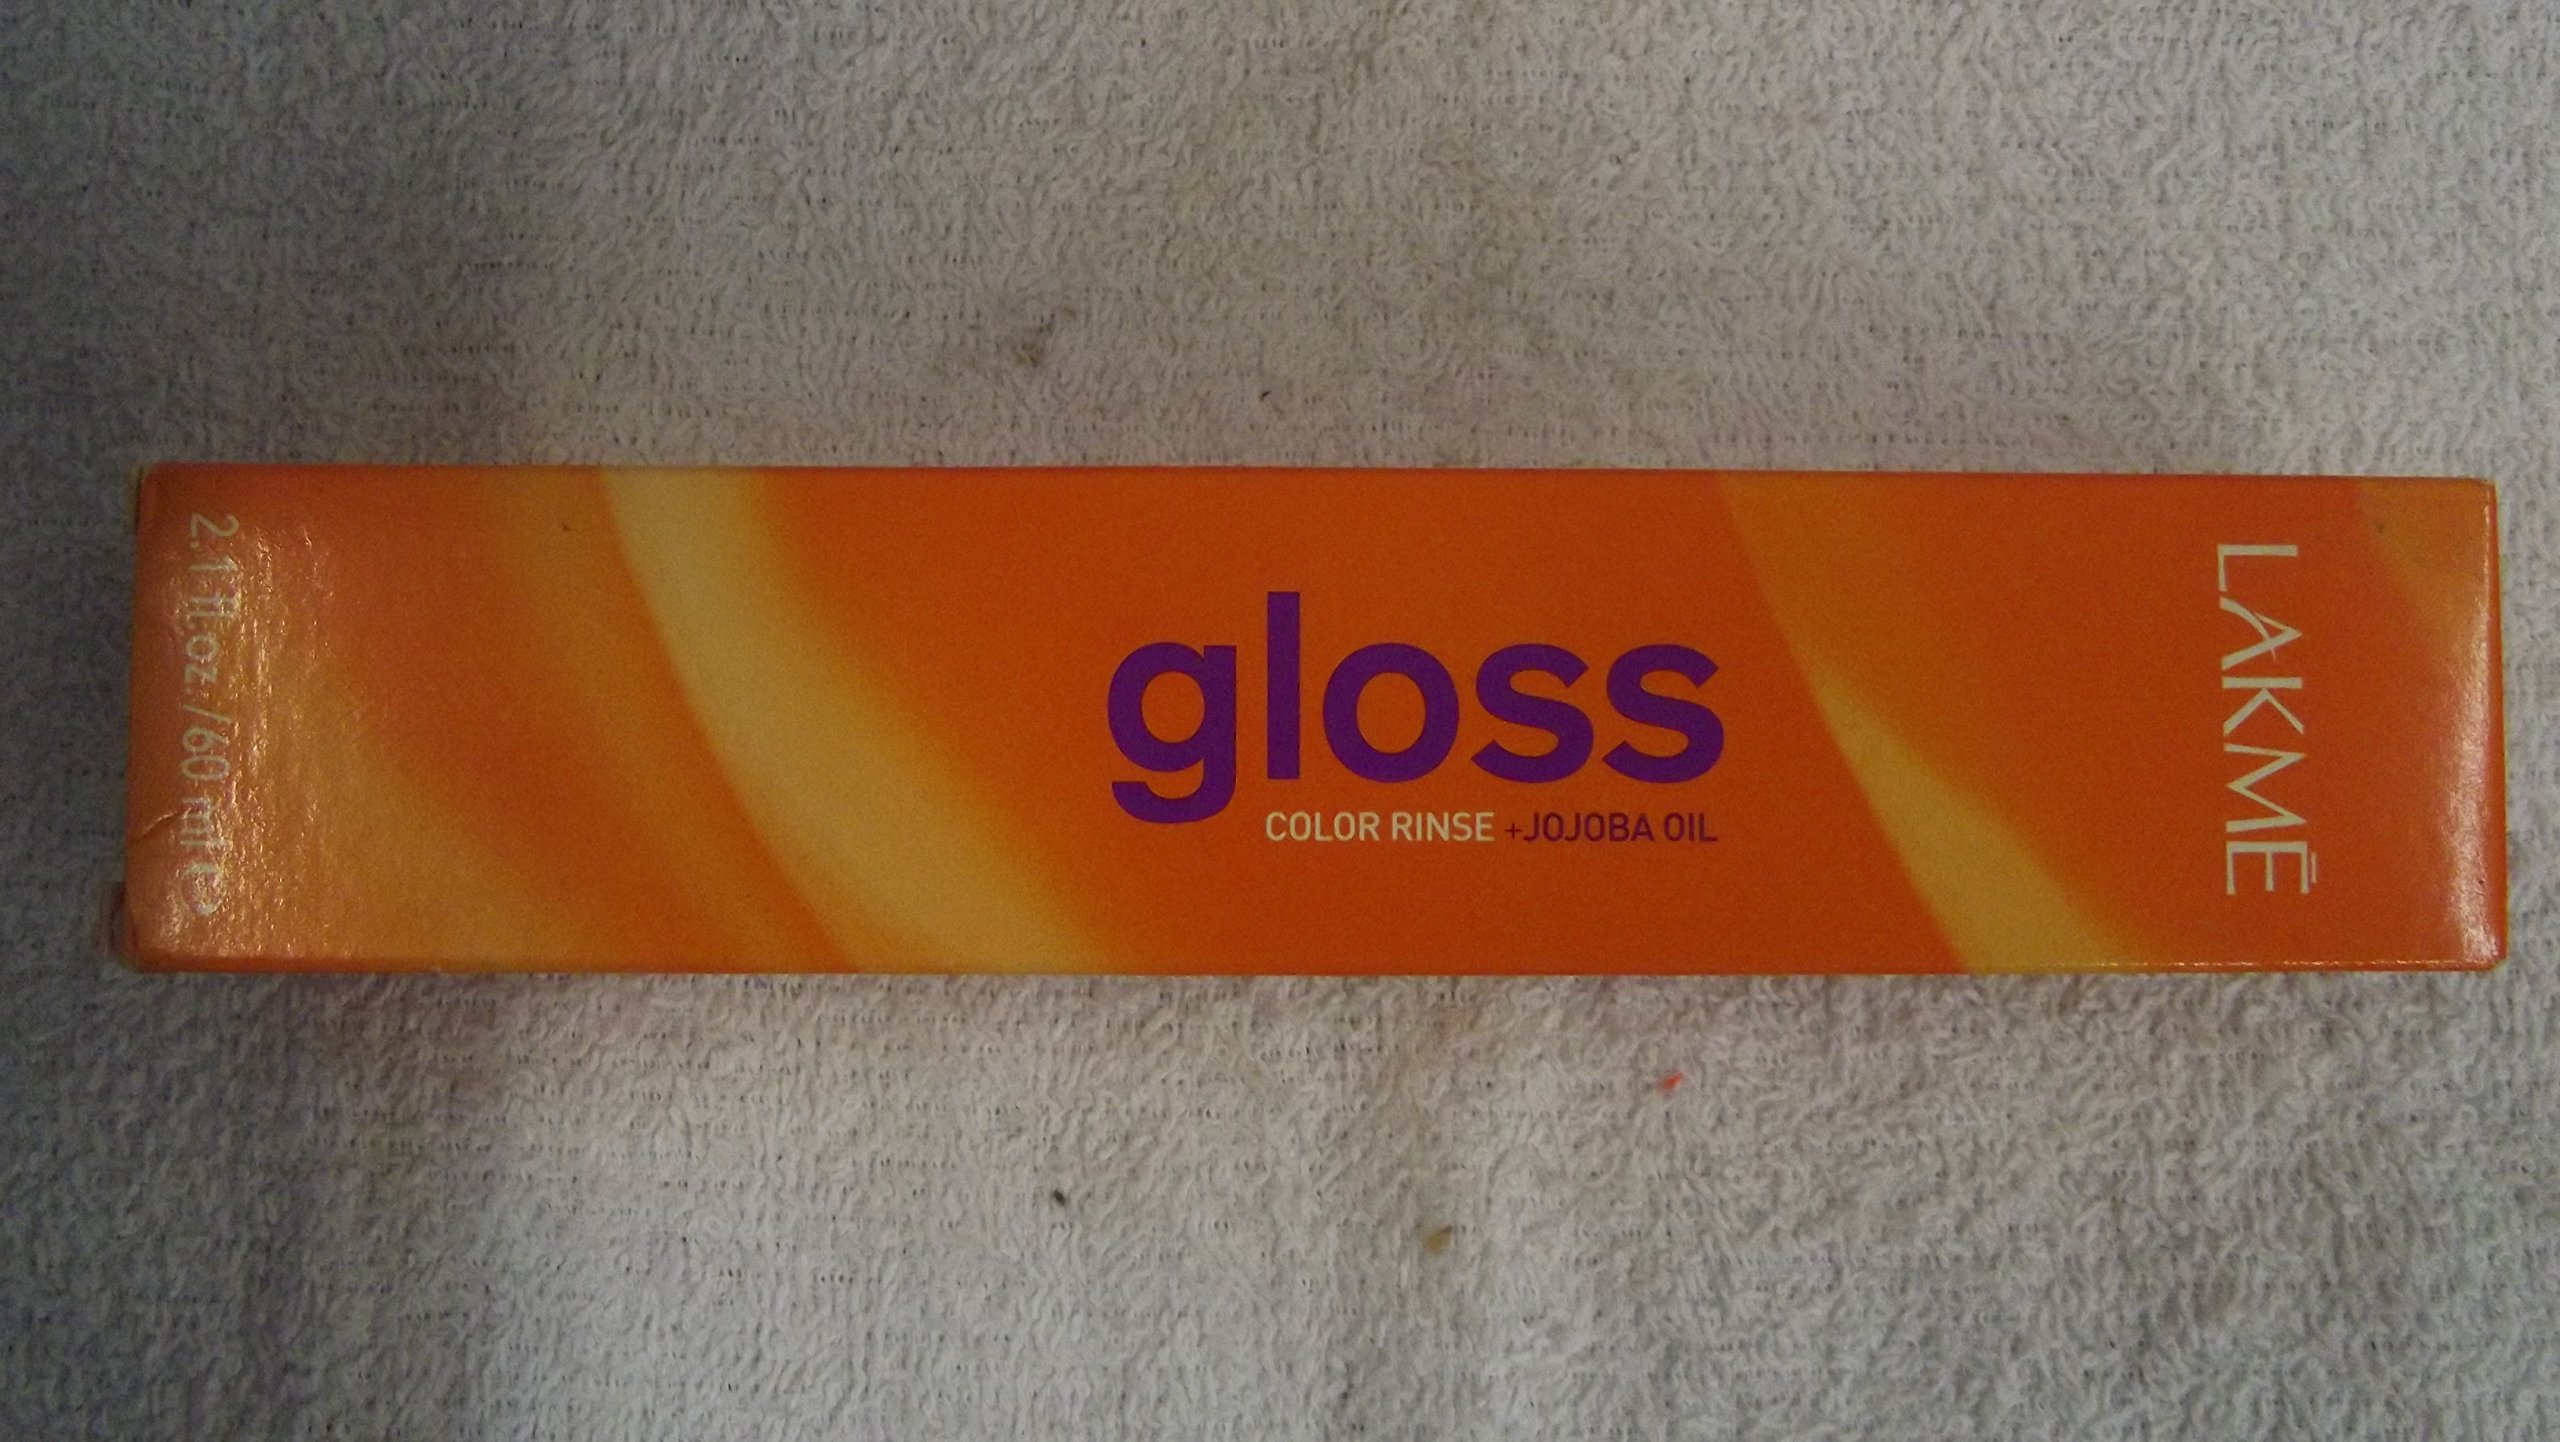 gloss
COLOR RINSE +JOJOBA OIL
LAKMĒ
2.1 fl.oz./60 ml ℮